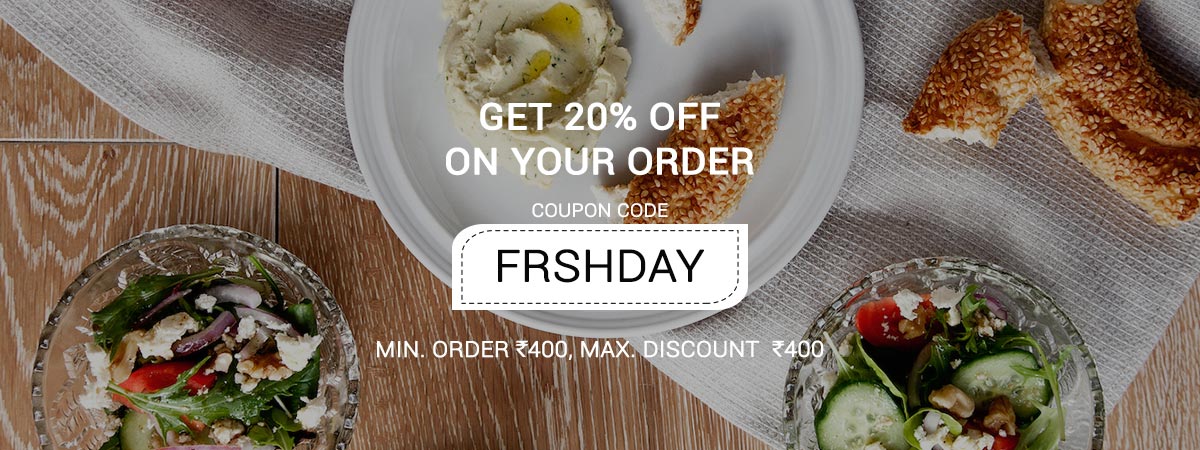 GET 20% OFF
ON YOUR ORDER
COUPON CODE
FRSHDAY
MIN. ORDER ₹400, MAX. DISCOUNT ₹400